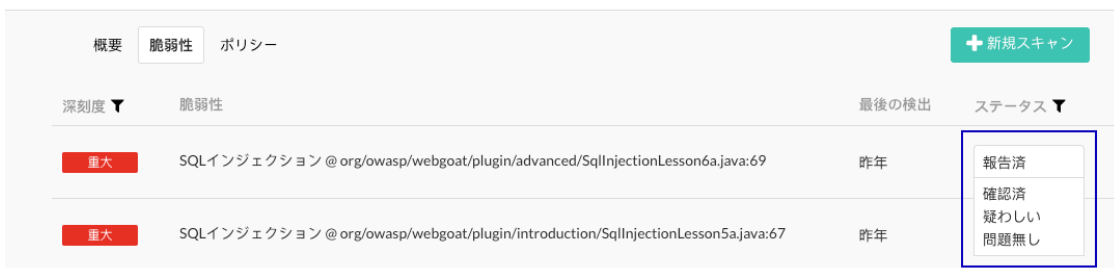 概要 脆弱性 ポリシー 新規スキャン
深刻度 脆弱性 最後の検出 ステータス
重大 SQLインジェクション @ org/owasp/webgoat/plugin/advanced/SqlInjectionLesson6a.java:69 昨年 報告済
確認済
疑わしい
重大 SQLインジェクション @ org/owasp/webgoat/plugin/introduction/SqlInjectionLesson5a.java:67 昨年 問題無し